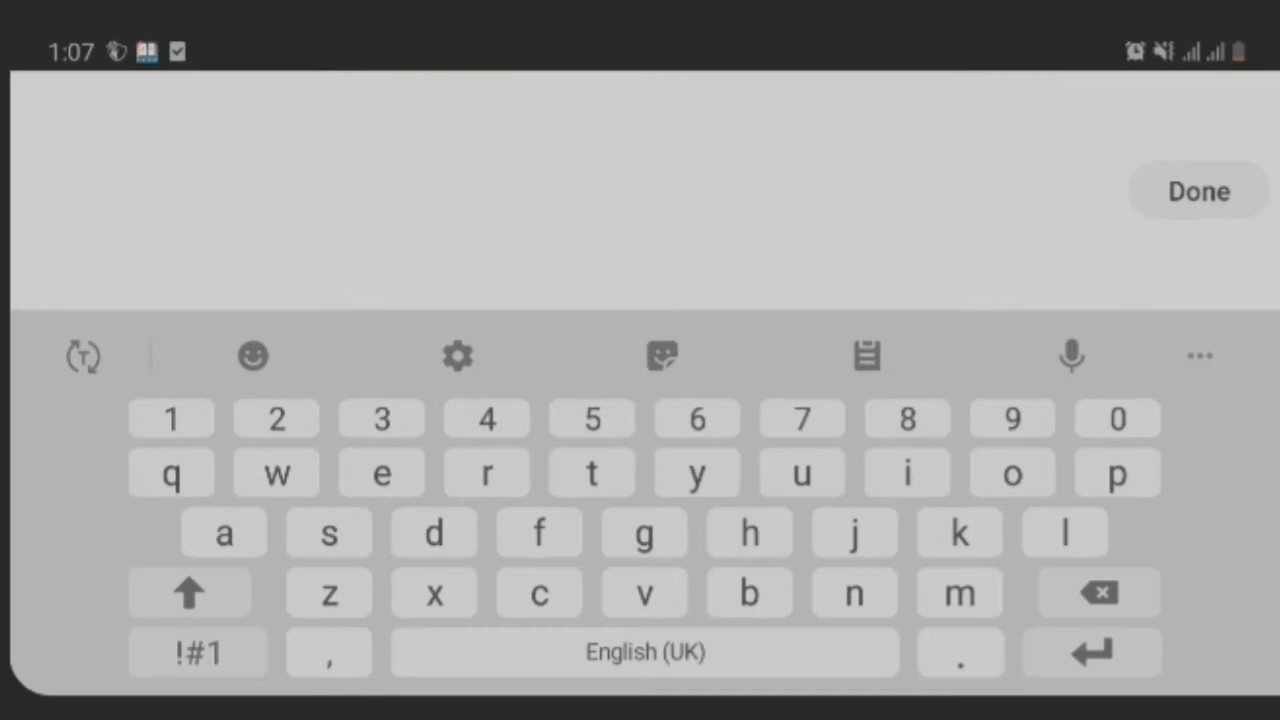 1:07
Done
1 2 3 4 5 6 7 8 9 0
q w e r t y u i o p
a s d f g h j k l
z x c v b n m
!#1 , English (UK) .